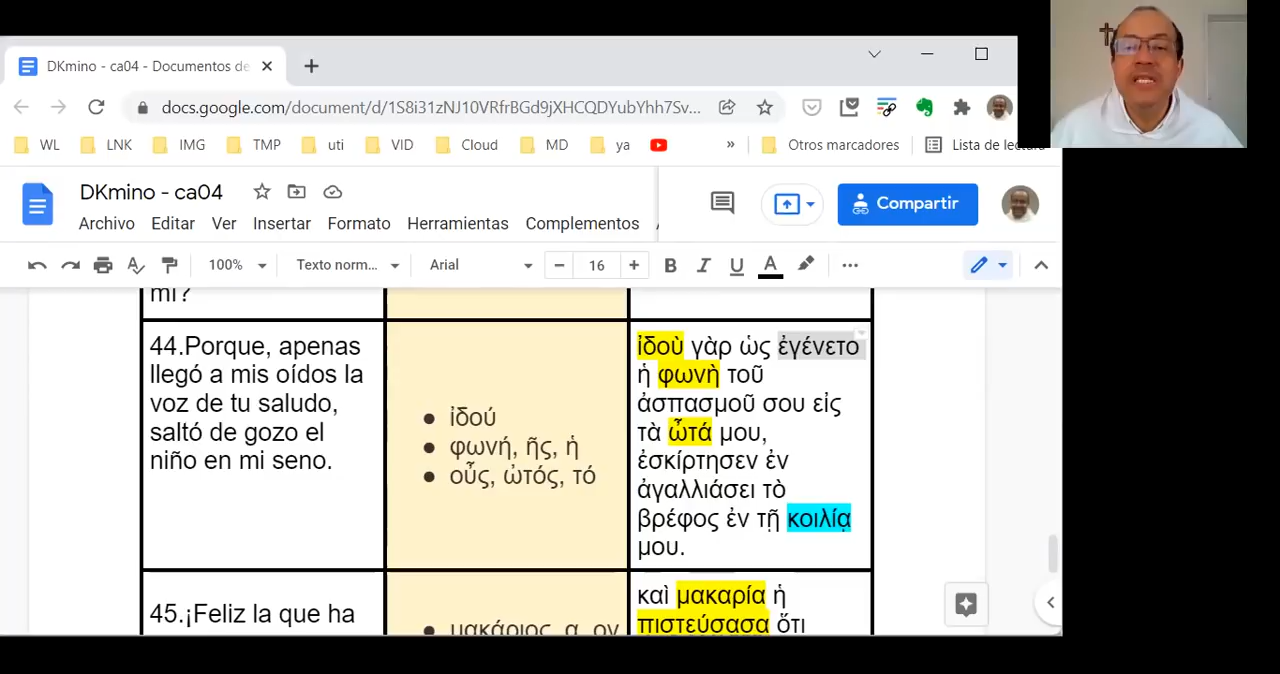 DKmino - ca04 - Documentos de
docs.google.com/document/d/1S8i31zNJ10VRfrBGd9jXHCQDYubYhh7Sv...
WL LNK IMG TMP uti VID Cloud MD ya » Otros marcadores Lista de lectura
DKmino - ca04
Compartir
Archivo Editar Ver Insertar Formato Herramientas Complementos
100% Texto norm... Arial − 16 + B I U A
mí?
44.Porque, apenas
llegó a mis oídos la
voz de tu saludo,
saltó de gozo el
niño en mi seno.
● ἰδού
● φωνή, ῆς, ἡ
● οὖς, ὠτός, τό
ἰδοὺ γὰρ ὡς ἐγένετο
ἡ φωνὴ τοῦ
ἀσπασμοῦ σου εἰς
τὰ ὦτά μου,
ἐσκίρτησεν ἐν
ἀγαλλιάσει τὸ
βρέφος ἐν τῇ κοιλίᾳ
μου.
45.¡Feliz la que ha
● μακάριος, α, ον
καὶ μακαρία ἡ
πιστεύσασα ὅτι